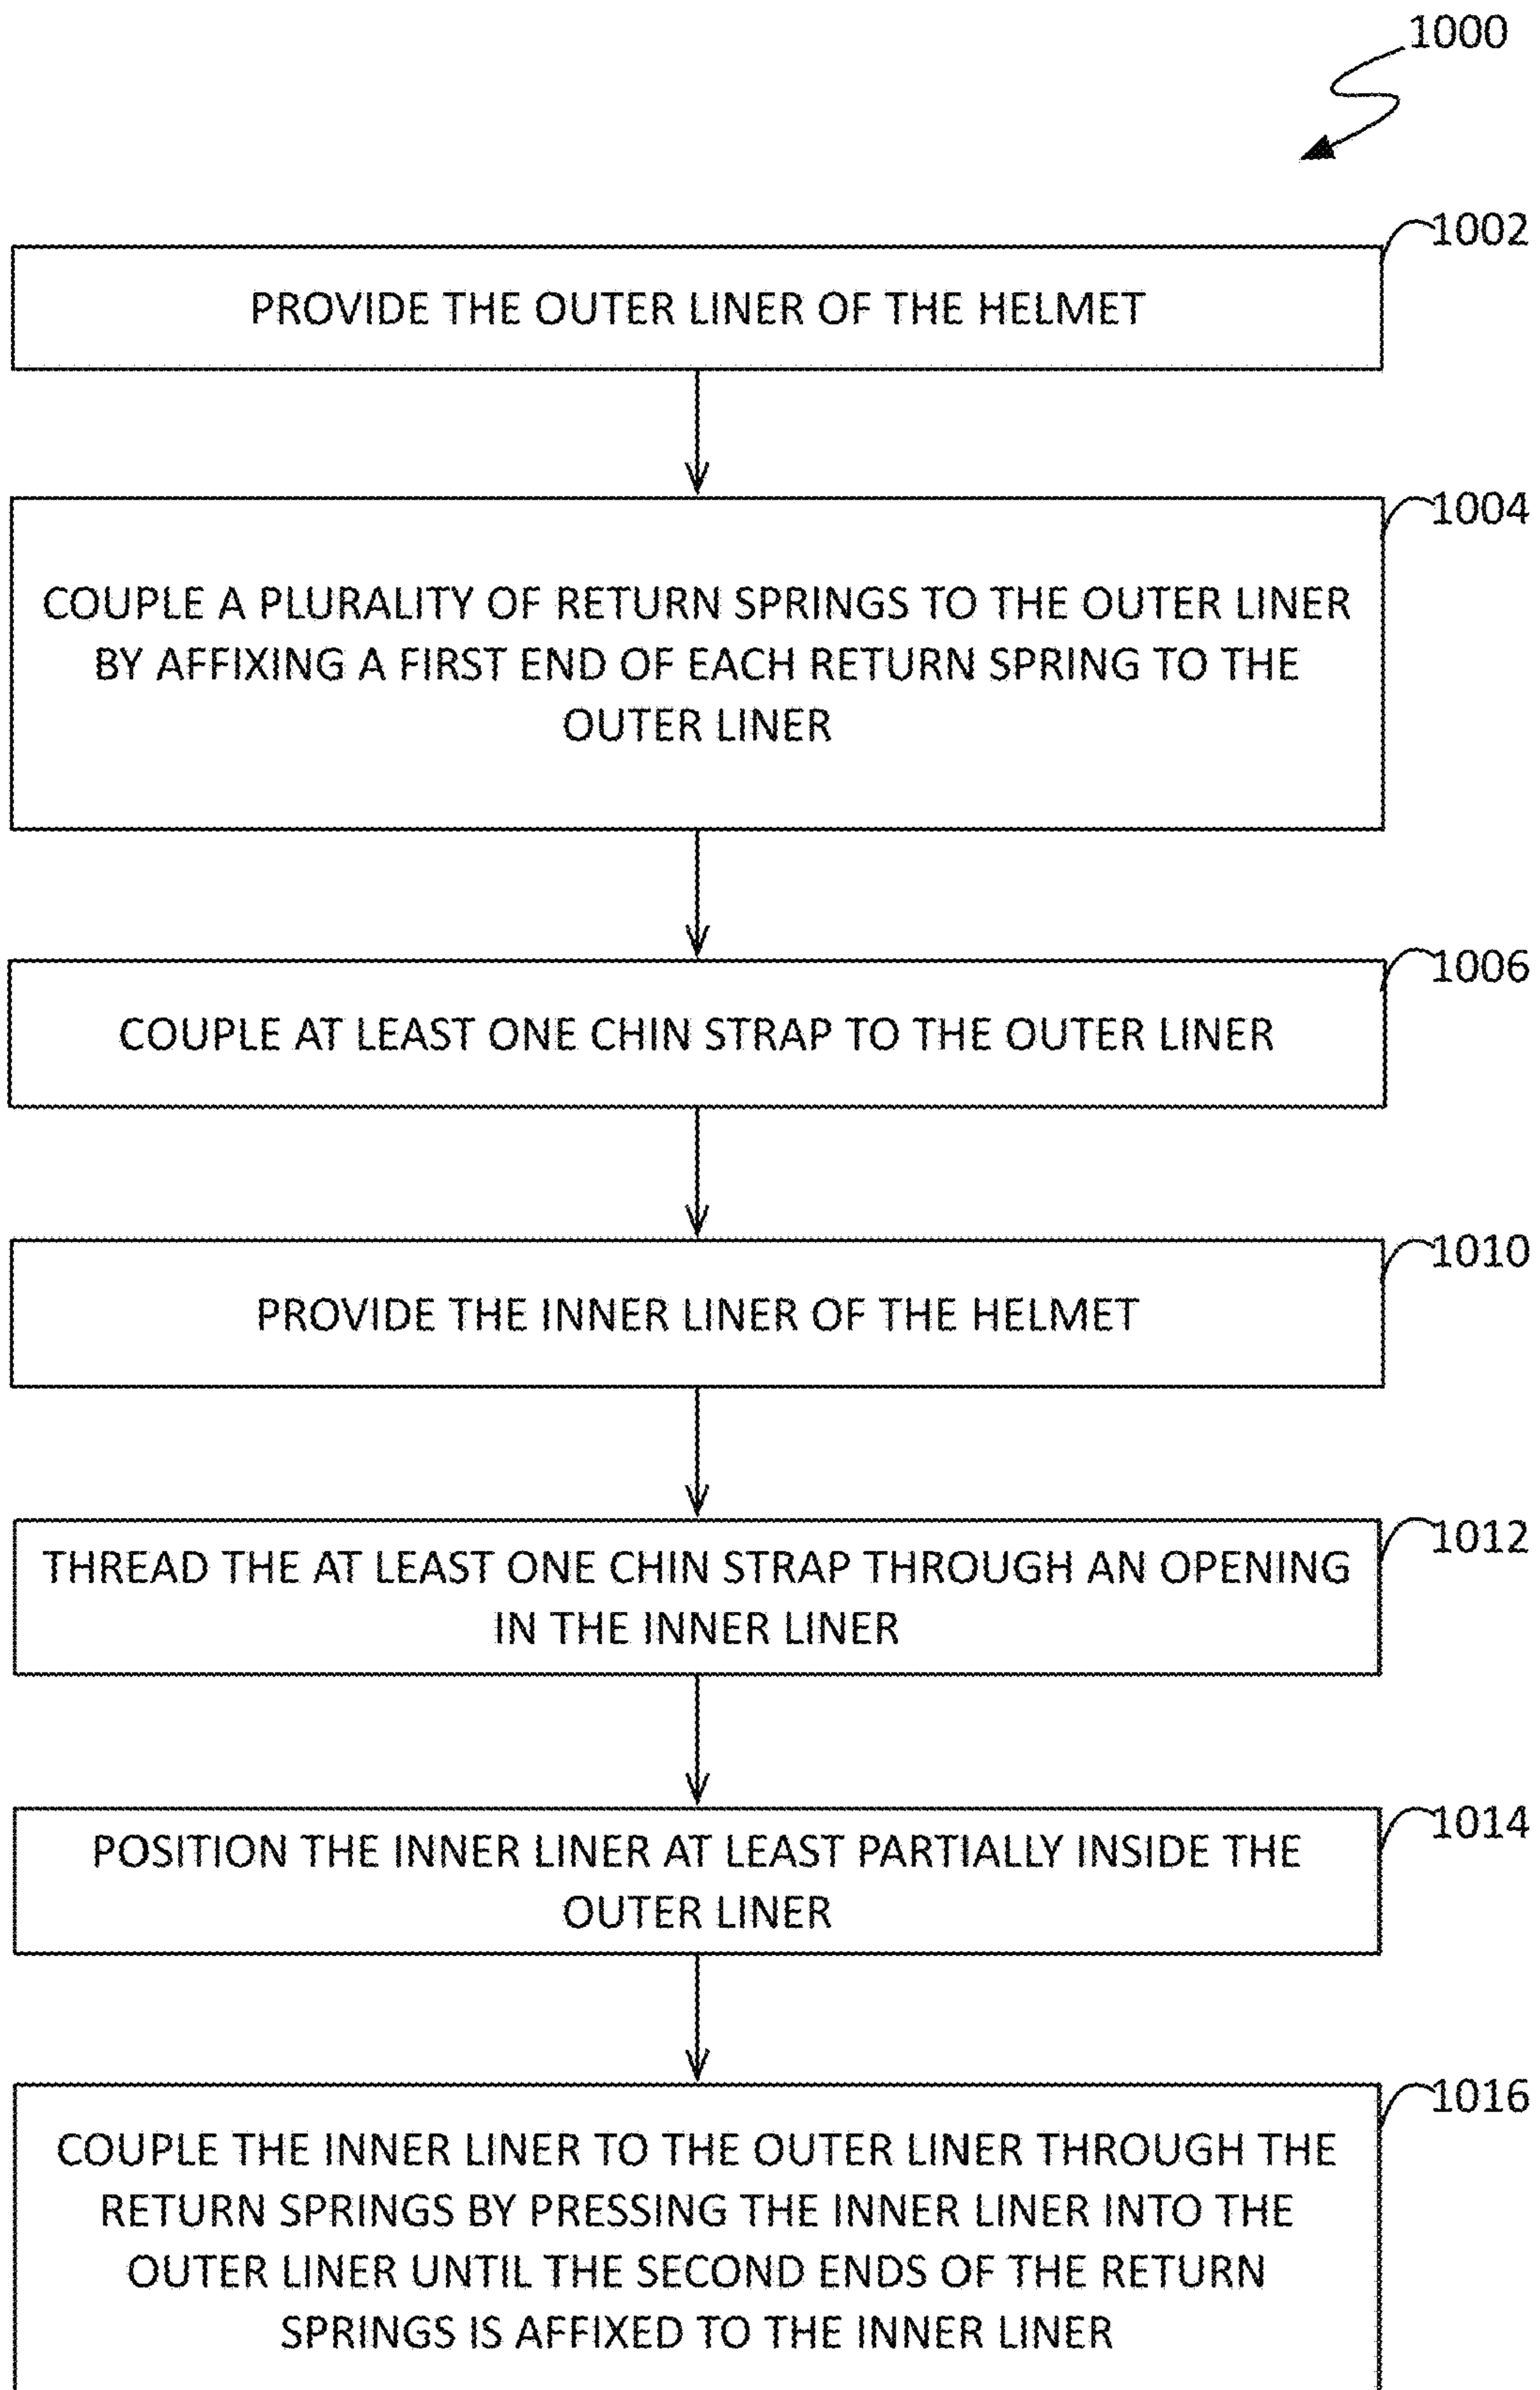 1000
1002
PROVIDE THE OUTER LINER OF THE HELMET
1004
COUPLE A PLURALITY OF RETURN SPRINGS TO THE OUTER LINER
BY AFFIXING A FIRST END OF EACH RETURN SPRING TO THE
OUTER LINER
1006
COUPLE AT LEAST ONE CHIN STRAP TO THE OUTER LINER
1010
PROVIDE THE INNER LINER OF THE HELMET
1012
THREAD THE AT LEAST ONE CHIN STRAP THROUGH AN OPENING
IN THE INNER LINER
1014
POSITION THE INNER LINER AT LEAST PARTIALLY INSIDE THE
OUTER LINER
1016
COUPLE THE INNER LINER TO THE OUTER LINER THROUGH THE
RETURN SPRINGS BY PRESSING THE INNER LINER INTO THE
OUTER LINER UNTIL THE SECOND ENDS OF THE RETURN
SPRINGS IS AFFIXED TO THE INNER LINER